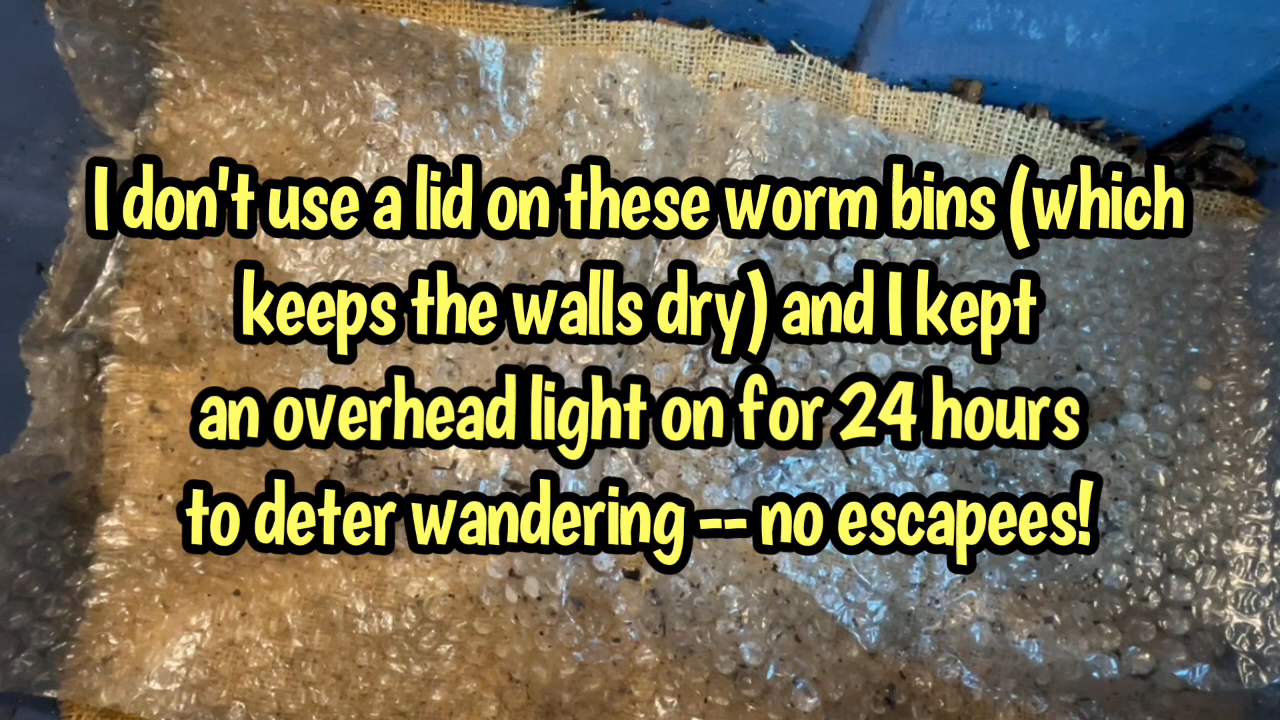 I don't use a lid on these worm bins (which
keeps the walls dry) and I kept
an overhead light on for 24 hours
to deter wandering -- no escapees!